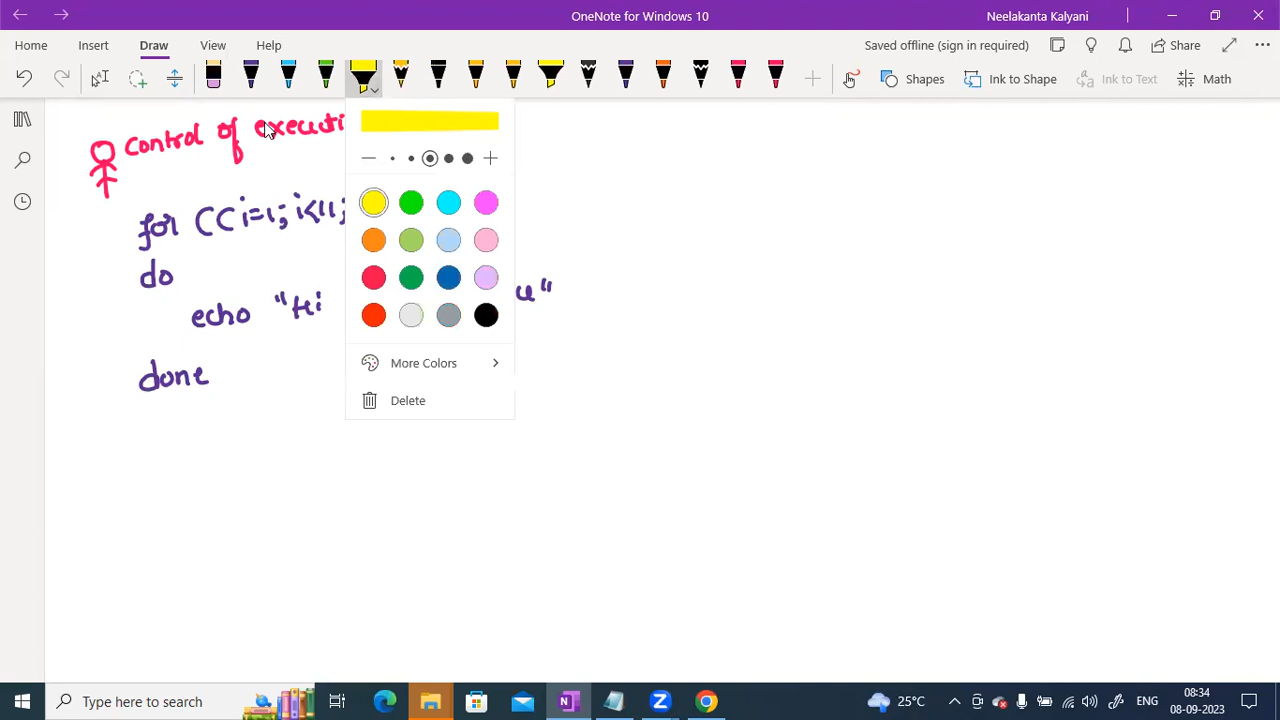 OneNote for Windows 10
Neelakanta Kalyani
Home Insert Draw View Help
Saved offline (sign in required)
Share
Shapes
Ink to Shape
Ink to Text
Math
control of executi
for ((i=1; i<11;
do
echo "Hi u"
done
More Colors
Delete
Type here to search
25°C
ENG
08:34
08-09-2023